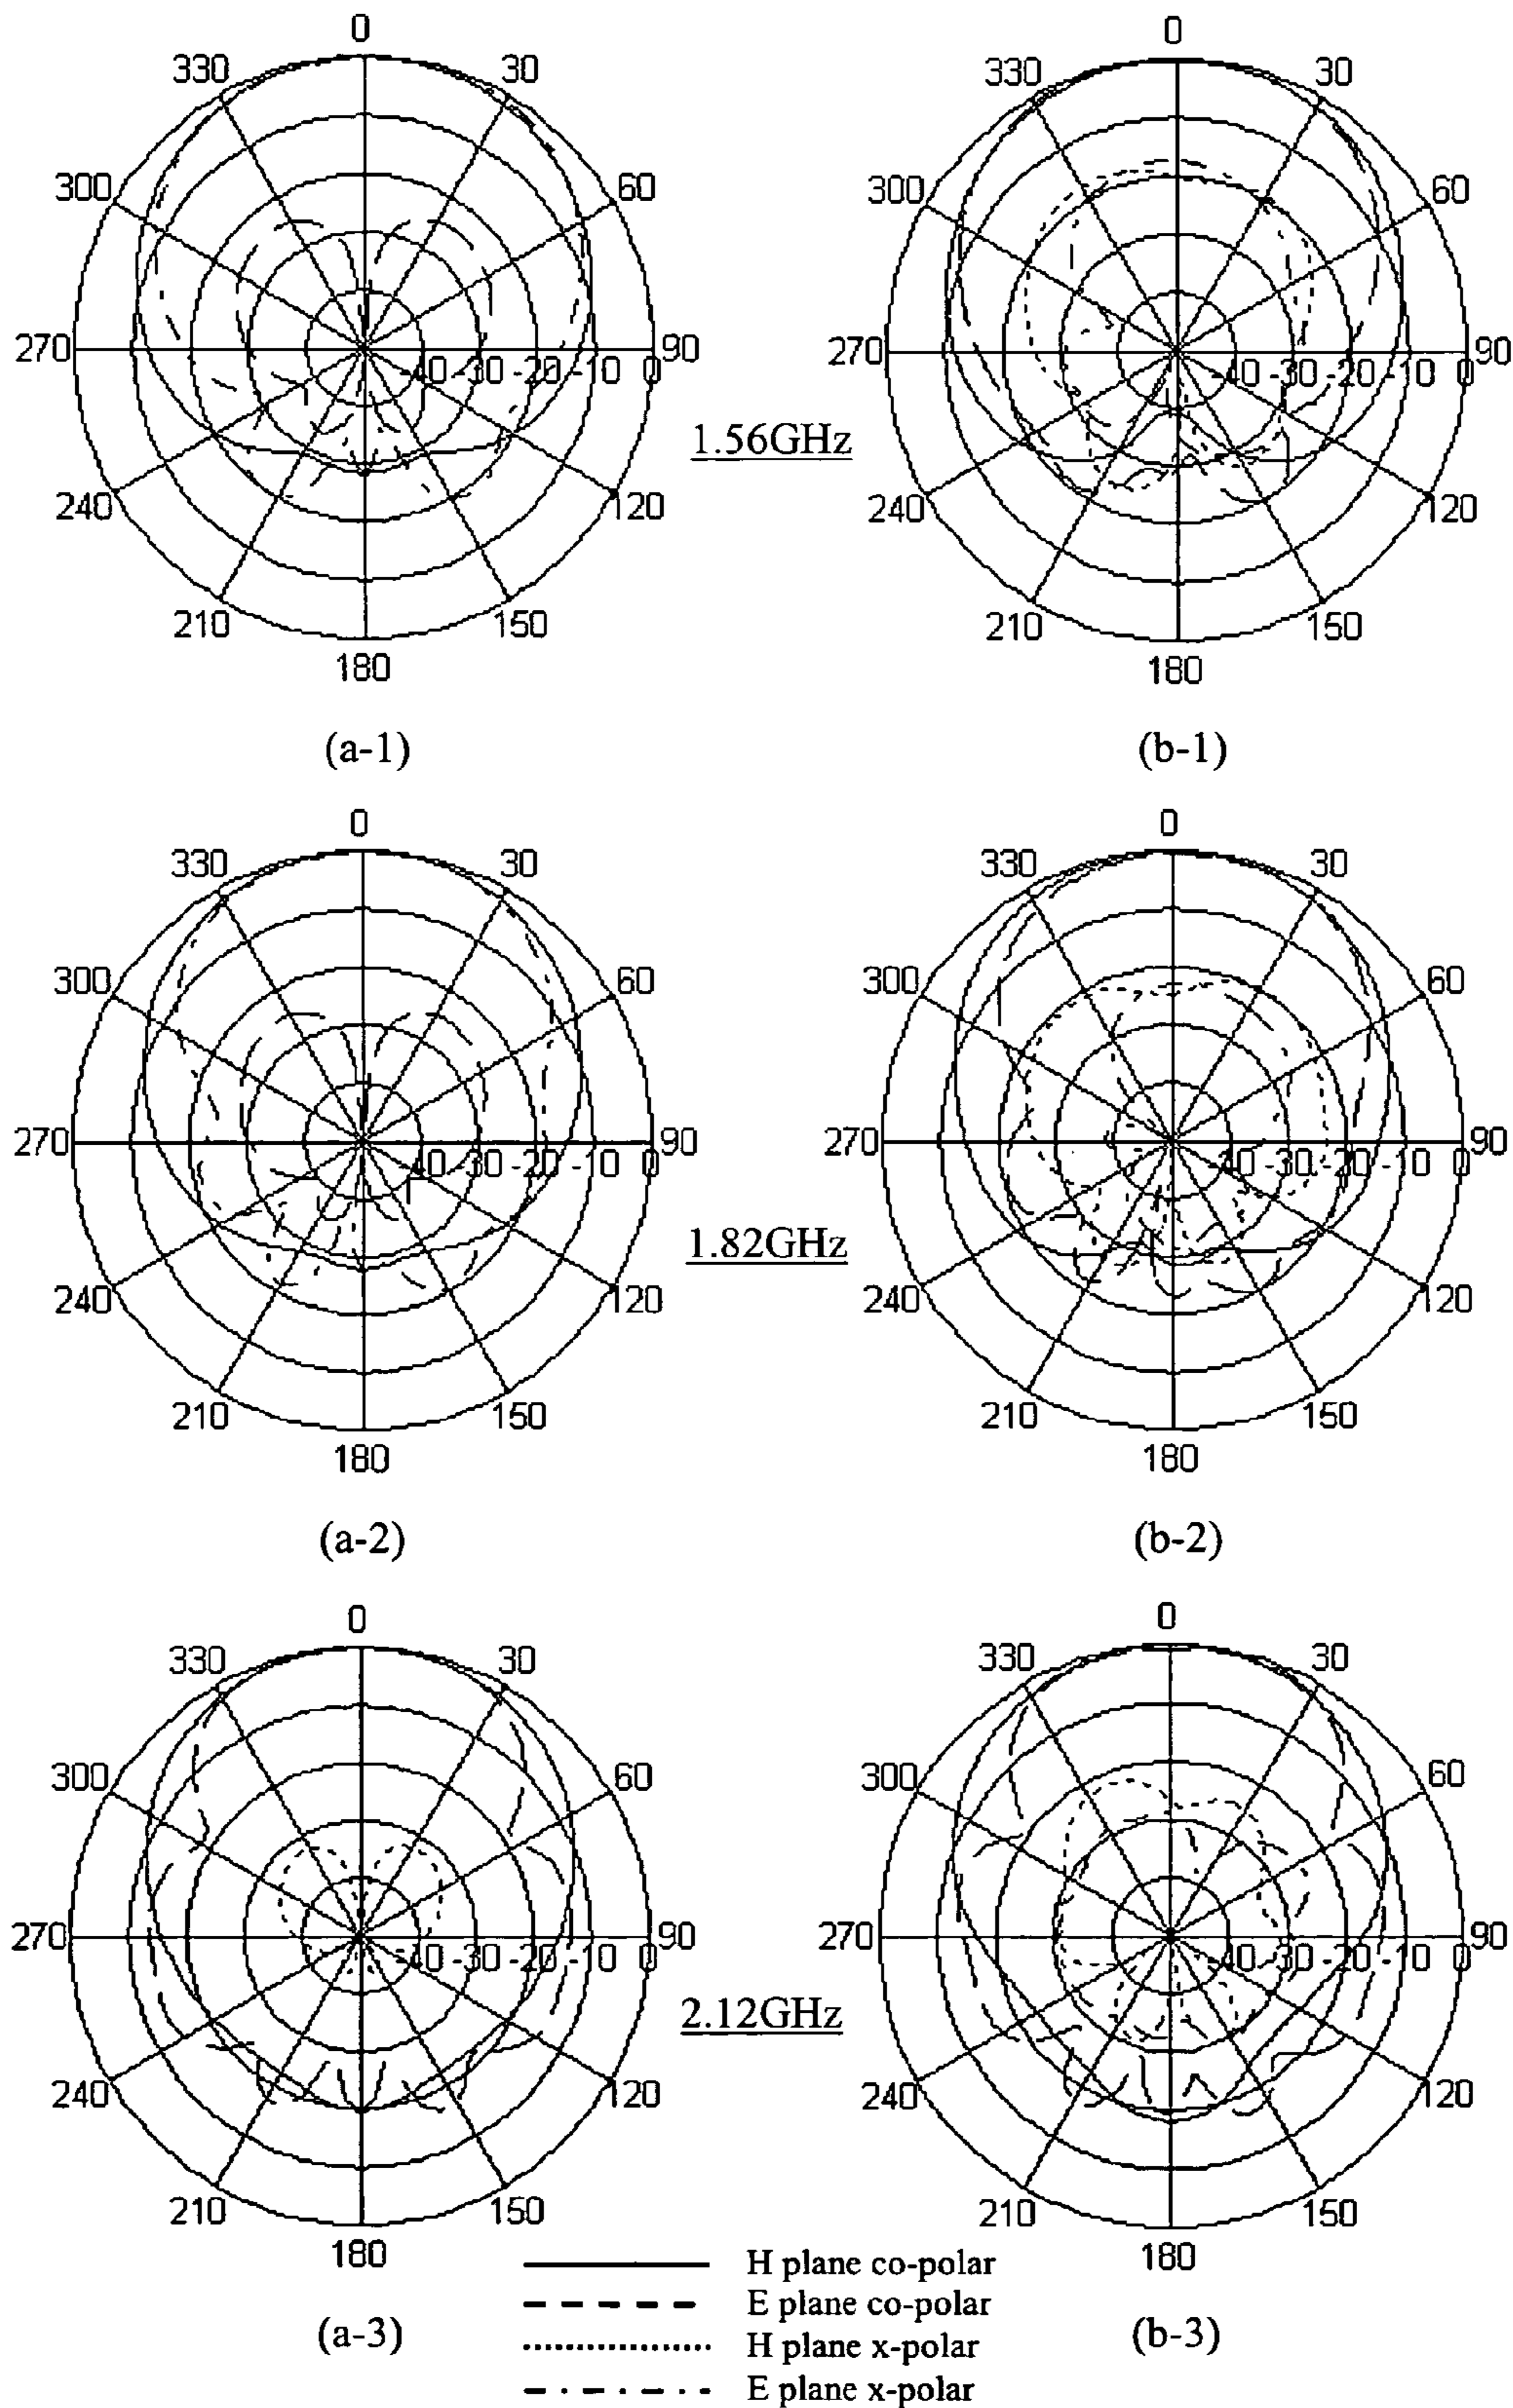 0 0
330 30 330 30
300 60 300 60
270 90 270 90
-40 -30 -20 -10 0 -40 -30 -20 -10 0
1.56GHz
240 120 240 120
210 150 210 150
180 180
(a-1) (b-1)
0 0
330 30 330 30
300 60 300 60
270 90 270 90
-40 -30 -20 -10 0 -40 -30 -20 -10 0
1.82GHz
240 120 240 120
210 150 210 150
180 180
(a-2) (b-2)
0 0
330 30 330 30
300 60 300 60
270 90 270 90
-40 -30 -20 -10 0 -40 -30 -20 -10 0
2.12GHz
240 120 240 120
210 150 210 150
180 180
H plane co-polar
E plane co-polar
(a-3) (b-3)
H plane x-polar
E plane x-polar